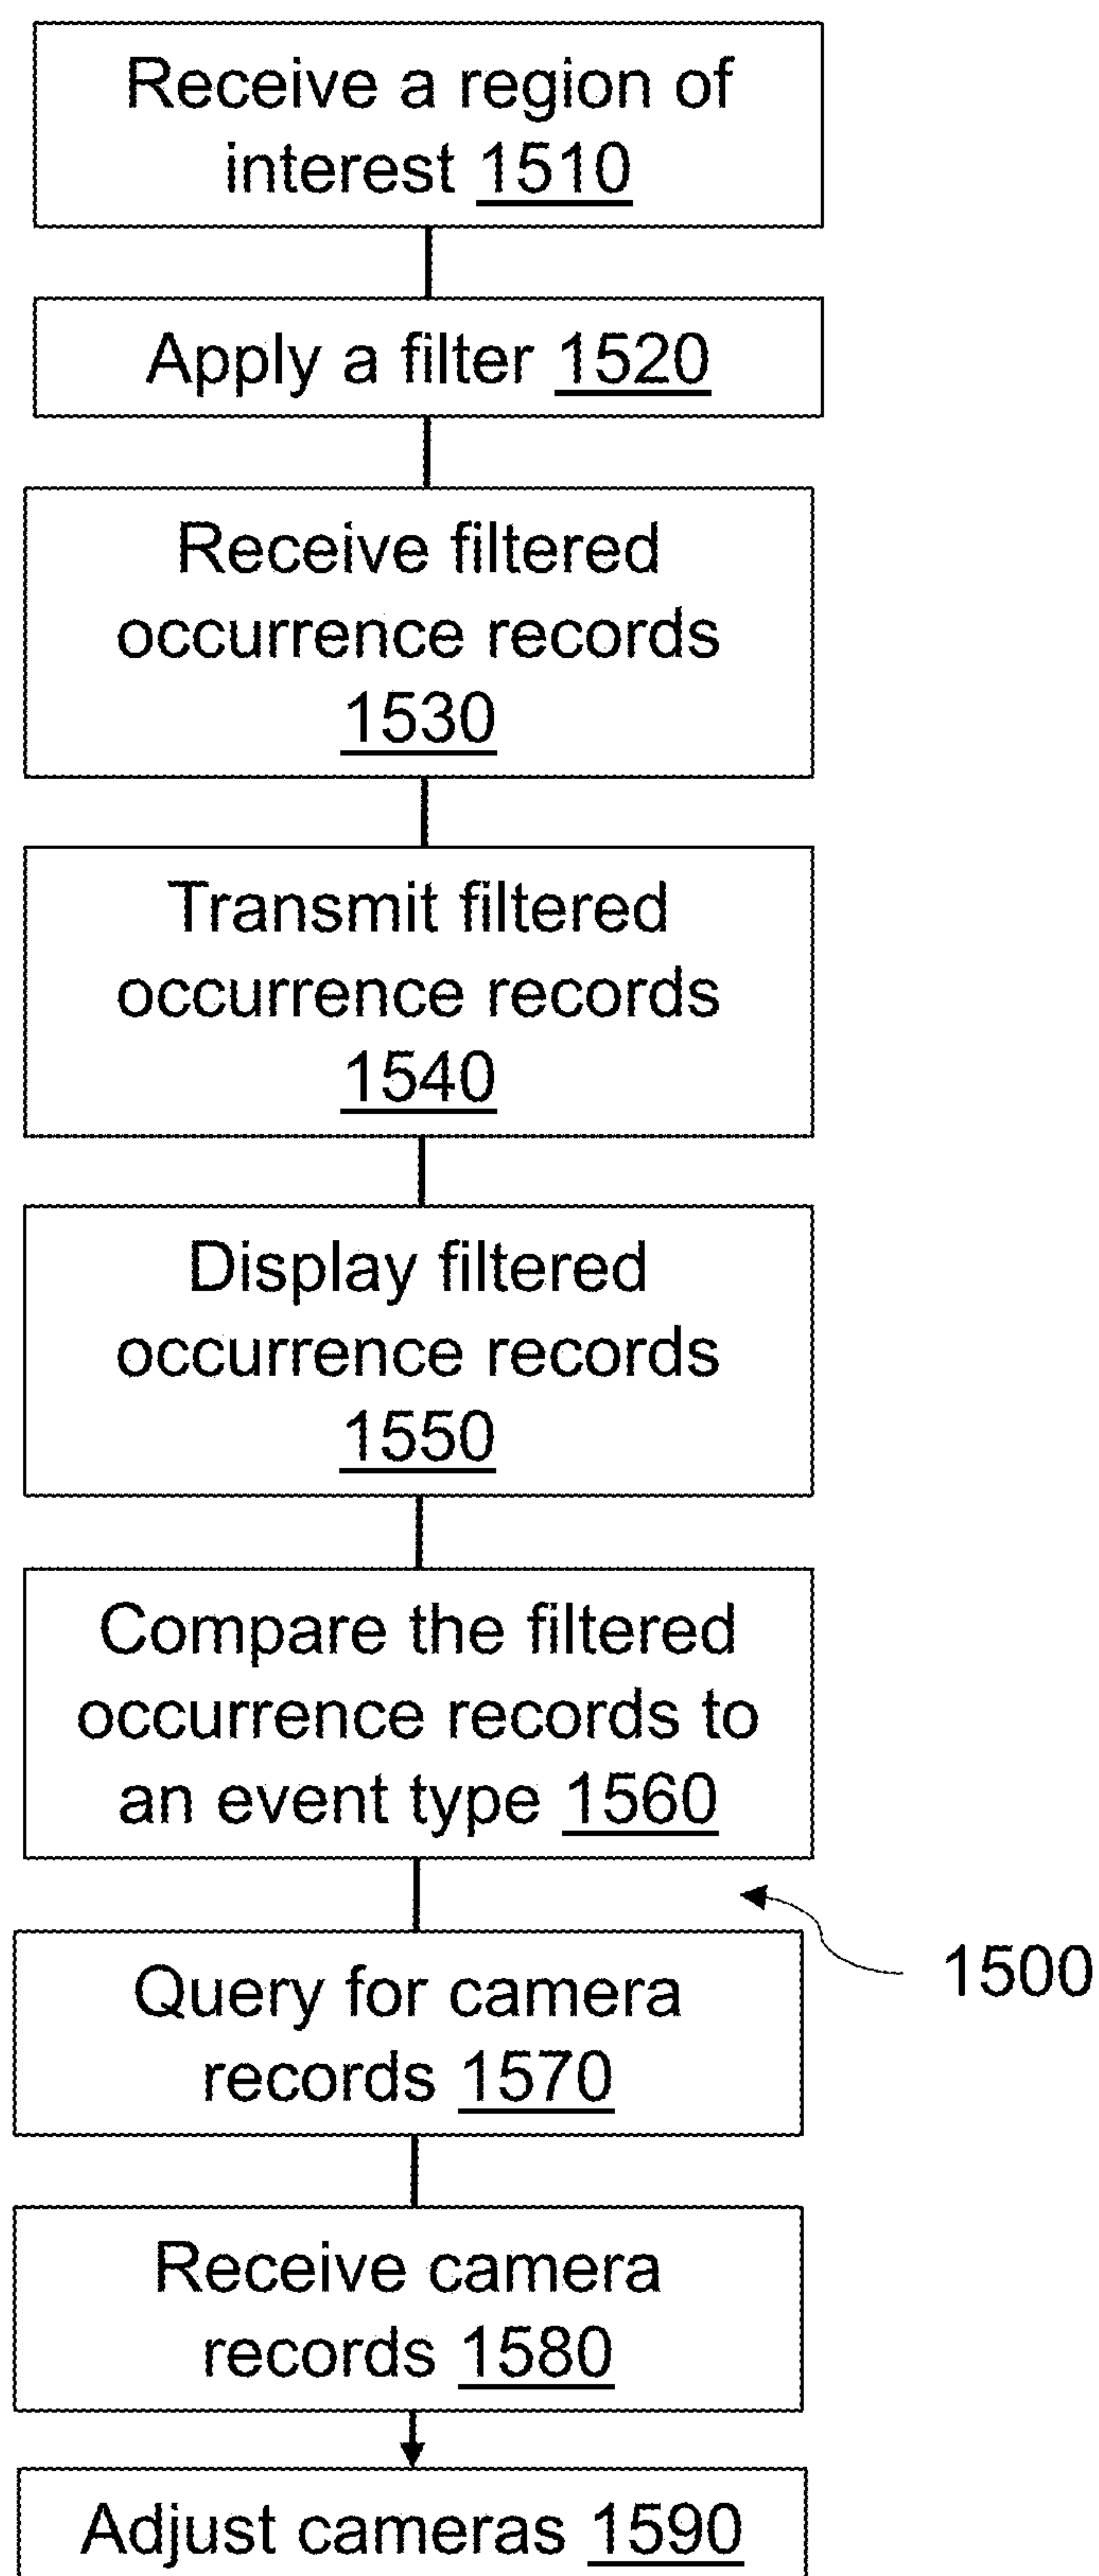 Receive a region of
interest 1510
Apply a filter 1520
Receive filtered
occurrence records
1530
Transmit filtered
occurrence records
1540
Display filtered
occurrence records
1550
Compare the filtered
occurrence records to
an event type 1560
1500
Query for camera
records 1570
Receive camera
records 1580
Adjust cameras 1590